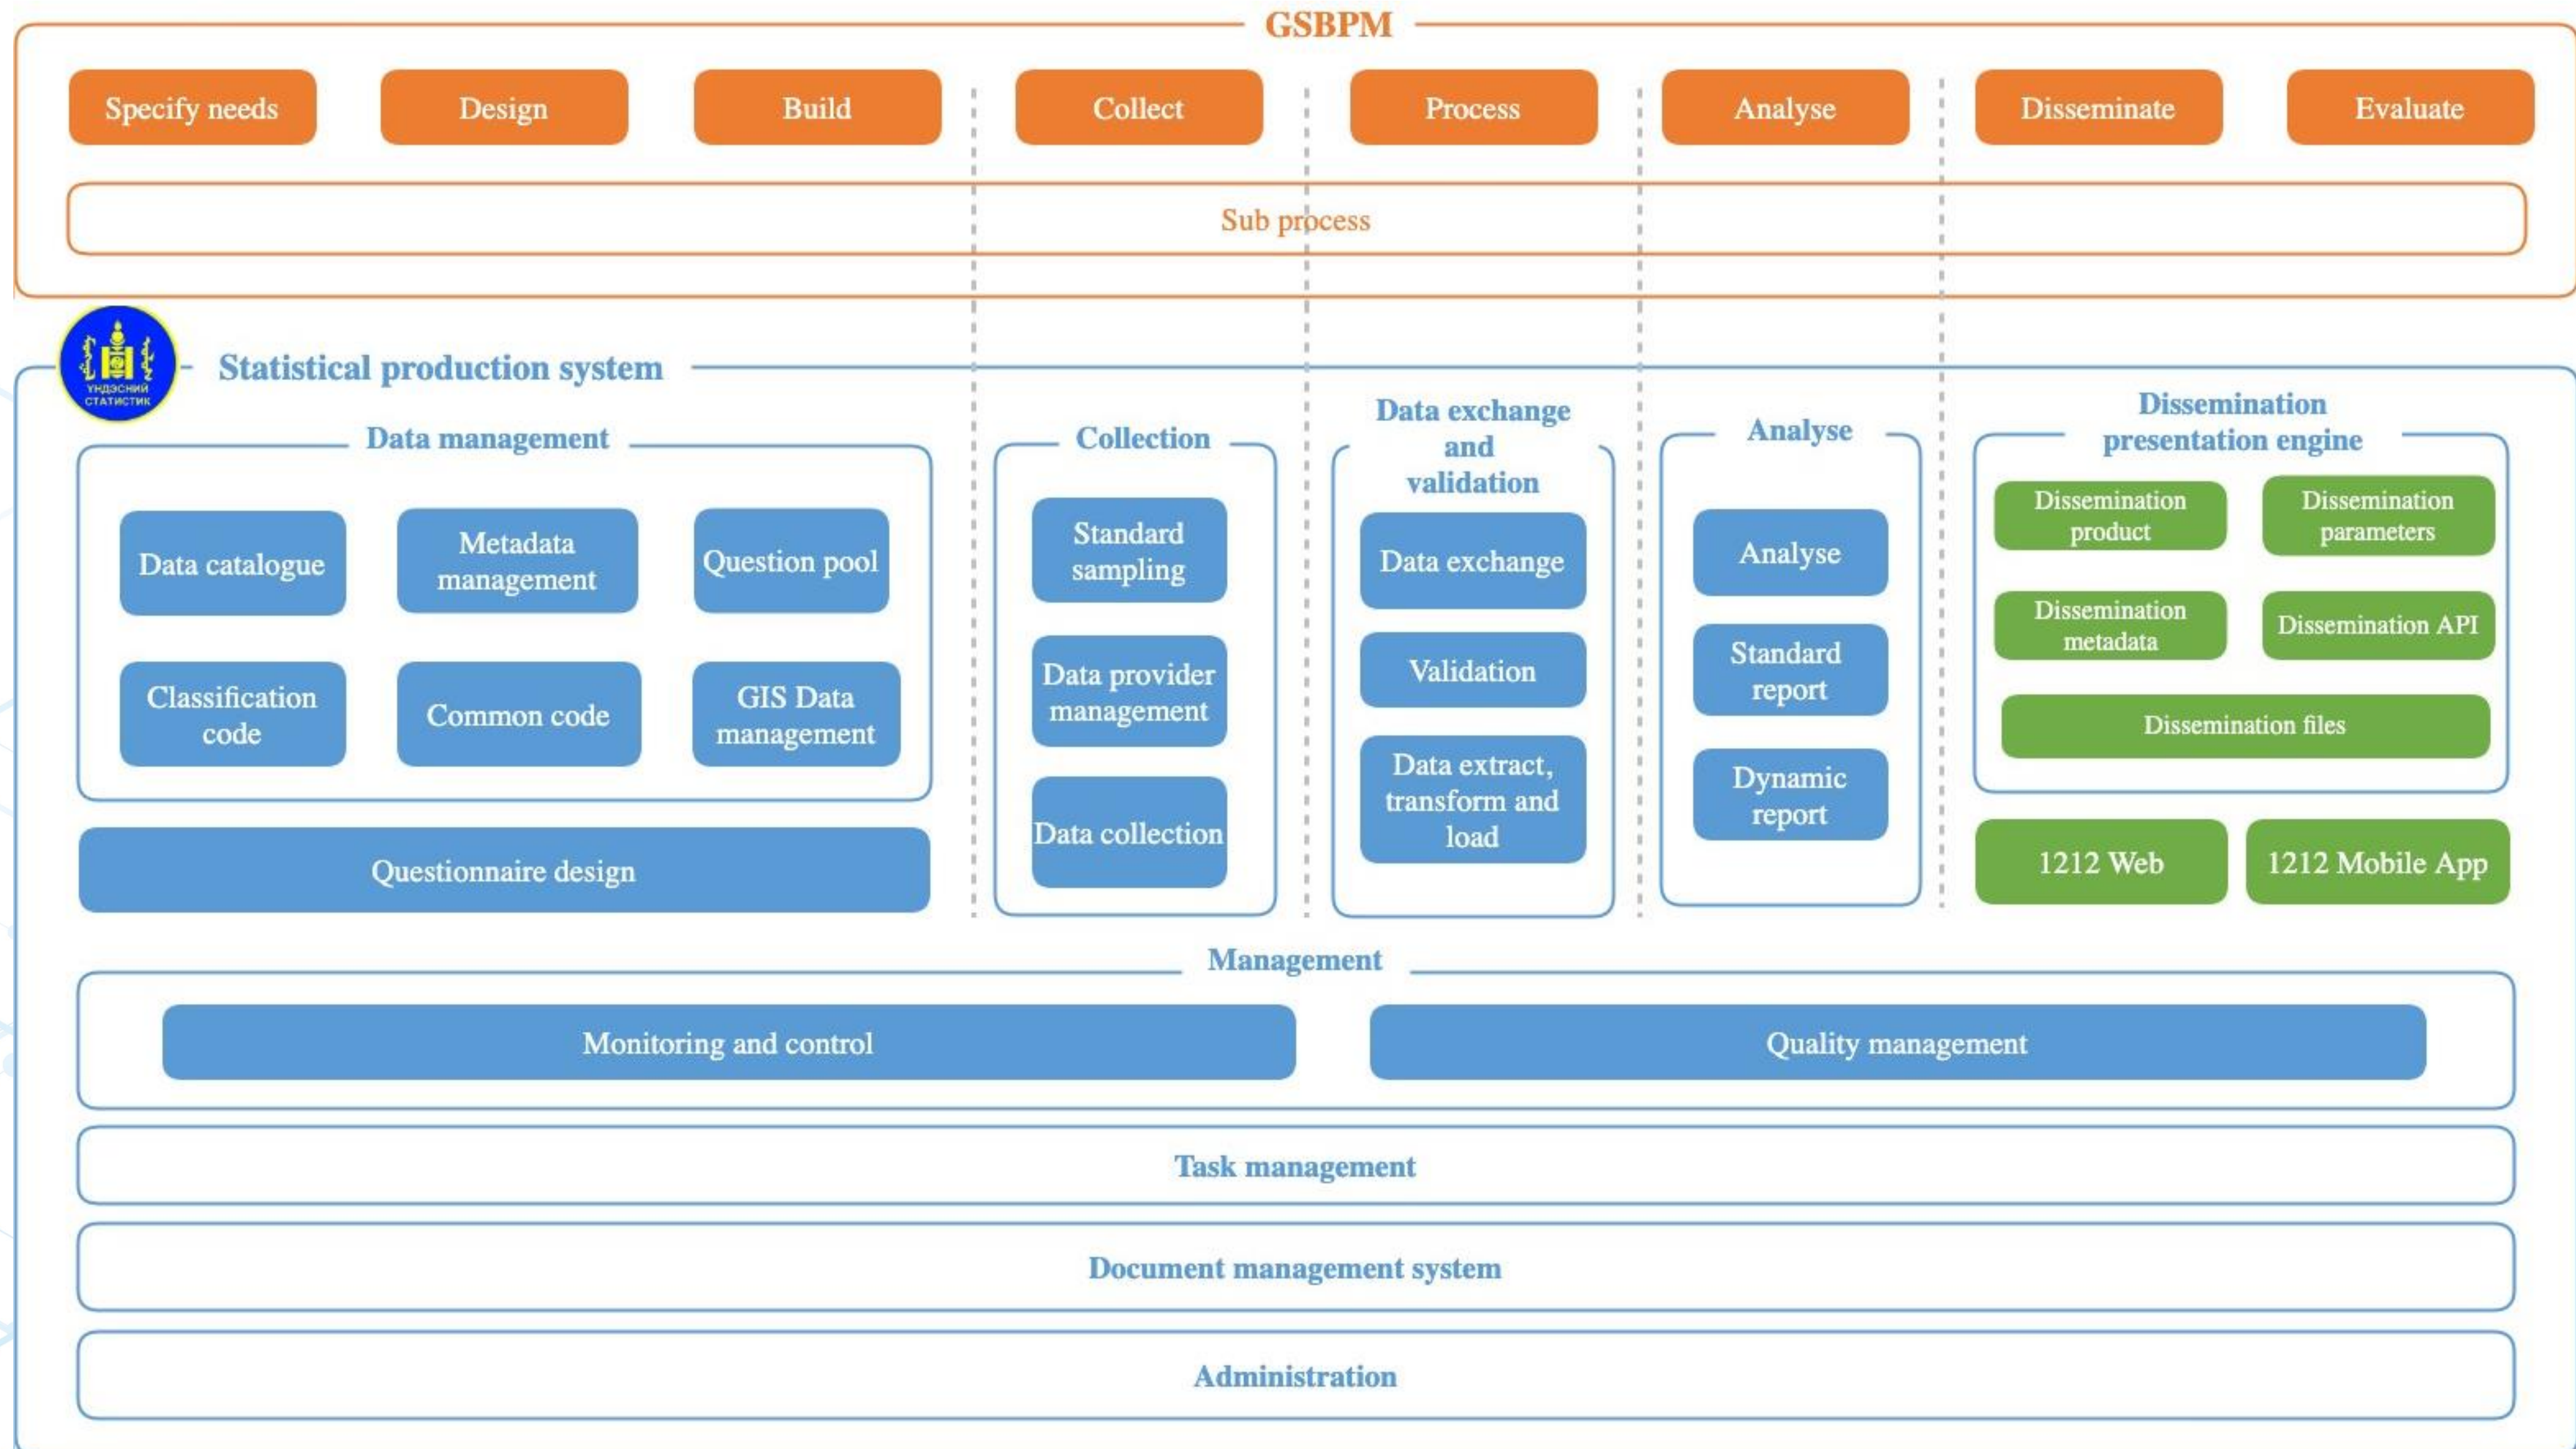 GSBPM
Specify needs
Design
Build
Collect
Process
Analyse
Disseminate
Evaluate
Sub process
ҮНДЭСНИЙ
СТАТИСТИК
Statistical production system
Data management
Data catalogue
Metadata
management
Question pool
Classification
code
Common code
GIS Data
management
Questionnaire design
Collection
Standard
sampling
Data provider
management
Data collection
Data exchange
and
validation
Data exchange
Validation
Data extract,
transform and
load
Analyse
Analyse
Standard
report
Dynamic
report
Dissemination
presentation engine
Dissemination
product
Dissemination
parameters
Dissemination
metadata
Dissemination API
Dissemination files
1212 Web
1212 Mobile App
Management
Monitoring and control
Quality management
Task management
Document management system
Administration